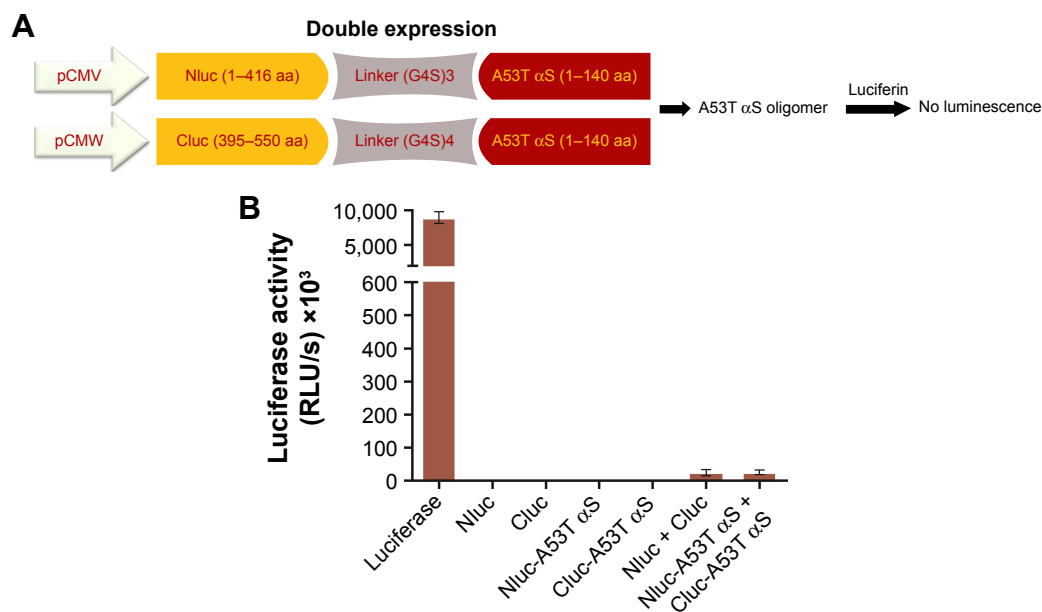 A
Double expression
pCMV
Nluc (1–416 aa)
Linker (G4S)3
A53T αS (1–140 aa)
pCMW
Cluc (395–550 aa)
Linker (G4S)4
A53T αS (1–140 aa)
A53T αS oligomer
Luciferin
No luminescence
B
Luciferase activity
(RLU/s) ×10³
10,000
5,000
600
500
400
300
200
100
0
Luciferase
Nluc
Cluc
Nluc-A53T αS
Cluc-A53T αS
Nluc + Cluc
Nluc-A53T αS +
Cluc-A53T αS